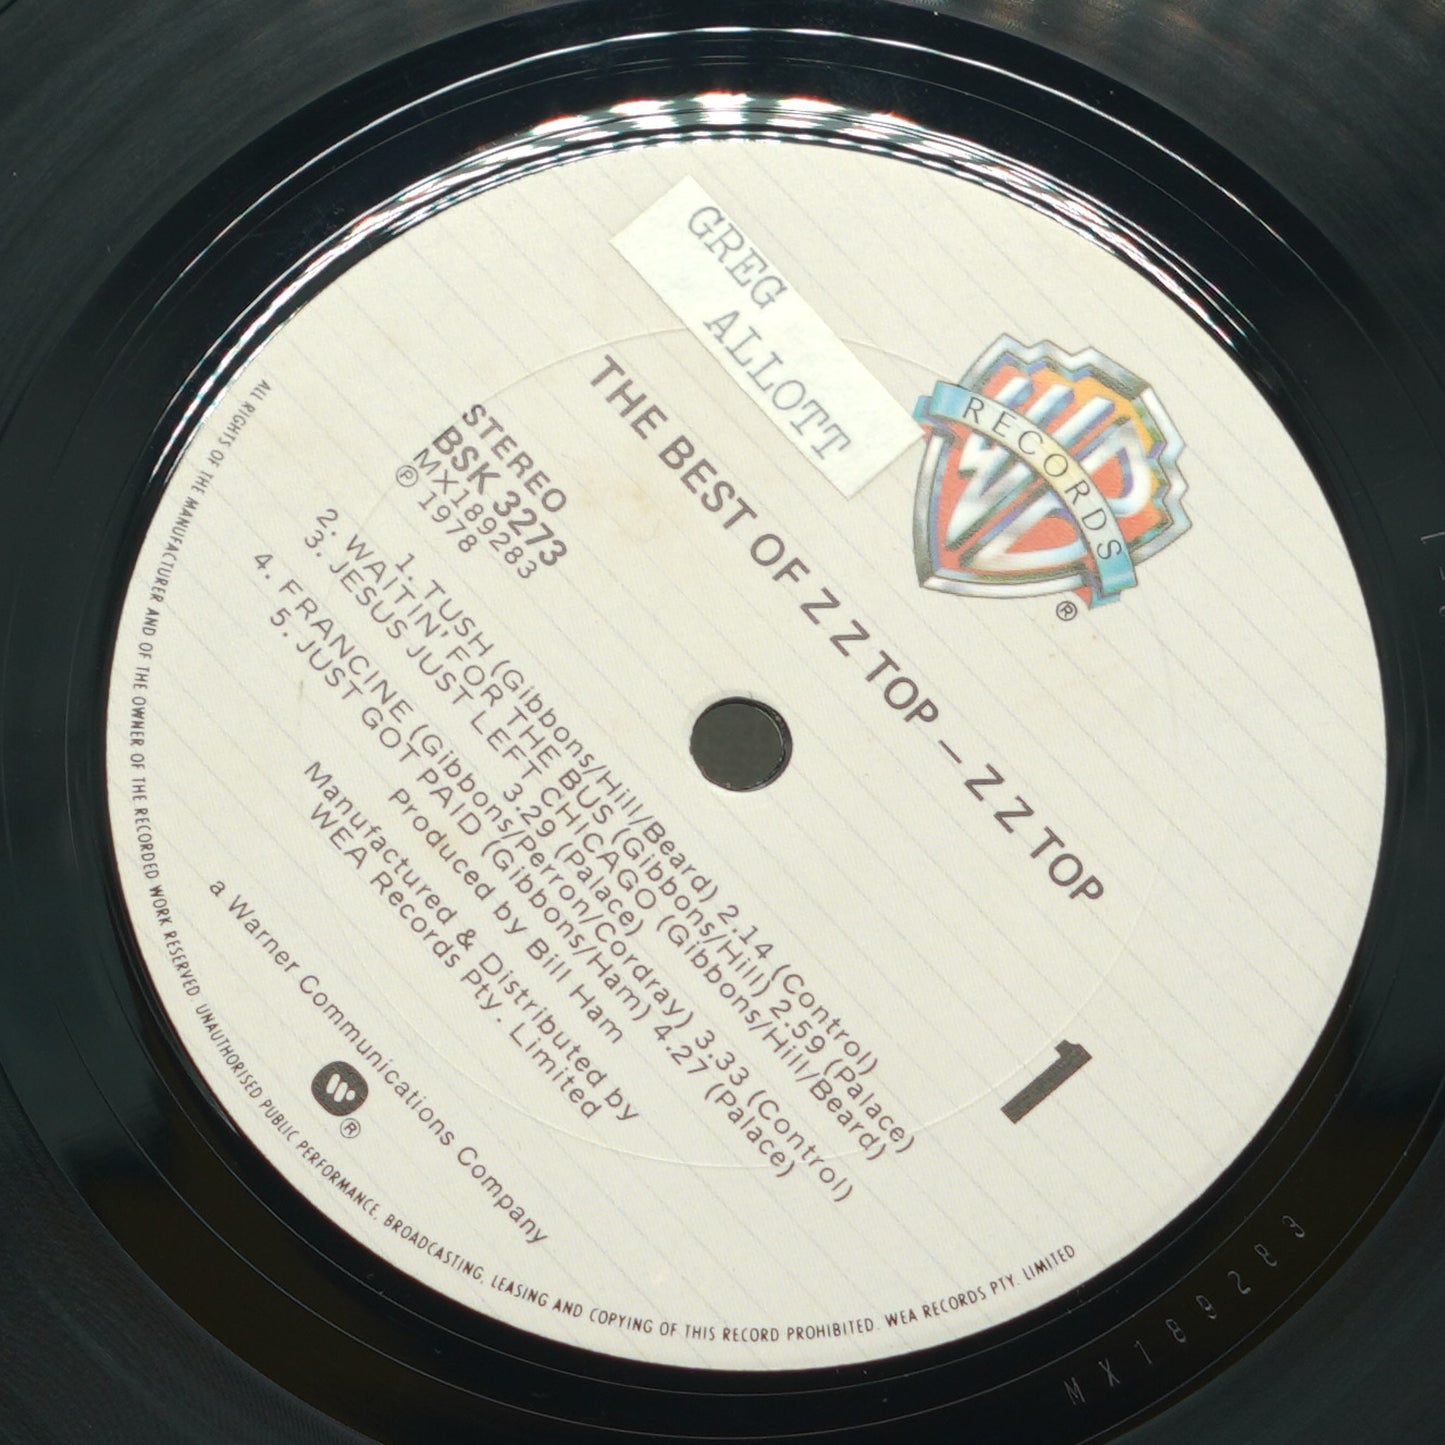 GREG
ALLOTT
RECORDS
®
THE BEST OF Z Z TOP – Z Z TOP
STEREO
BSK 3273
MX189283
℗ 1978
1
1. TUSH (Gibbons/Hill/Beard) 2.14 (Control)
2. WAITIN' FOR THE BUS (Gibbons/Hill) 2.59 (Palace)
3. JESUS JUST LEFT CHICAGO (Gibbons/Hill/Beard)
3.29 (Palace)
4. FRANCINE (Gibbons/Perron/Cordray) 3.33 (Control)
5. JUST GOT PAID (Gibbons/Ham) 4.27 (Palace)
Produced by Bill Ham
Manufactured & Distributed by
WEA Records Pty. Limited
a Warner Communications Company
®
ALL RIGHTS OF THE MANUFACTURER AND OF THE OWNER OF THE RECORDED WORK RESERVED. UNAUTHORISED PUBLIC PERFORMANCE, BROADCASTING, LEASING AND COPYING OF THIS RECORD PROHIBITED. WEA RECORDS PTY. LIMITED
MX189283